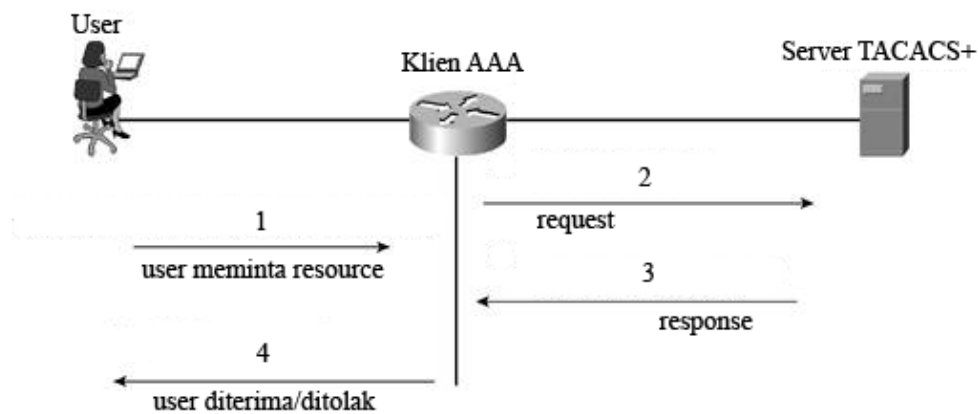 User
Klien AAA
Server TACACS+
2
request
1
user meminta resource
3
response
4
user diterima/ditolak